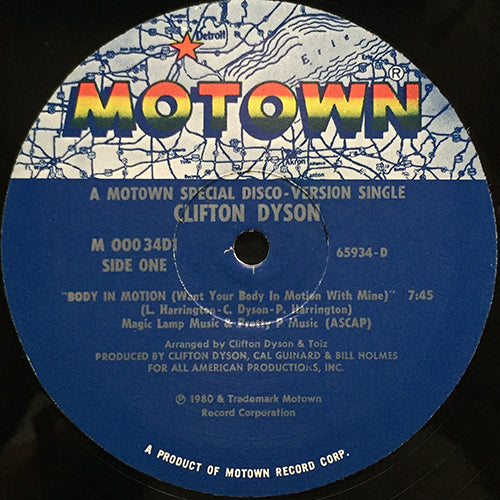 Detroit
Erie
MOTOWN®
Akron
A MOTOWN SPECIAL DISCO-VERSION SINGLE
CLIFTON DYSON
M 00034D1
65934-D
SIDE ONE
"BODY IN MOTION (Want Your Body In Motion With Mine)" 7:45
(L. Harrington-C. Dyson-P. Harrington)
Magic Lamp Music & Pretty P Music (ASCAP)
Arranged by Clifton Dyson & Taiz
PRODUCED BY CLIFTON DYSON, CAL GUINARD & BILL HOLMES
FOR ALL AMERICAN PRODUCTIONS, INC.
℗ 1980 & Trademark Motown
Record Corporation
A PRODUCT OF MOTOWN RECORD CORP.